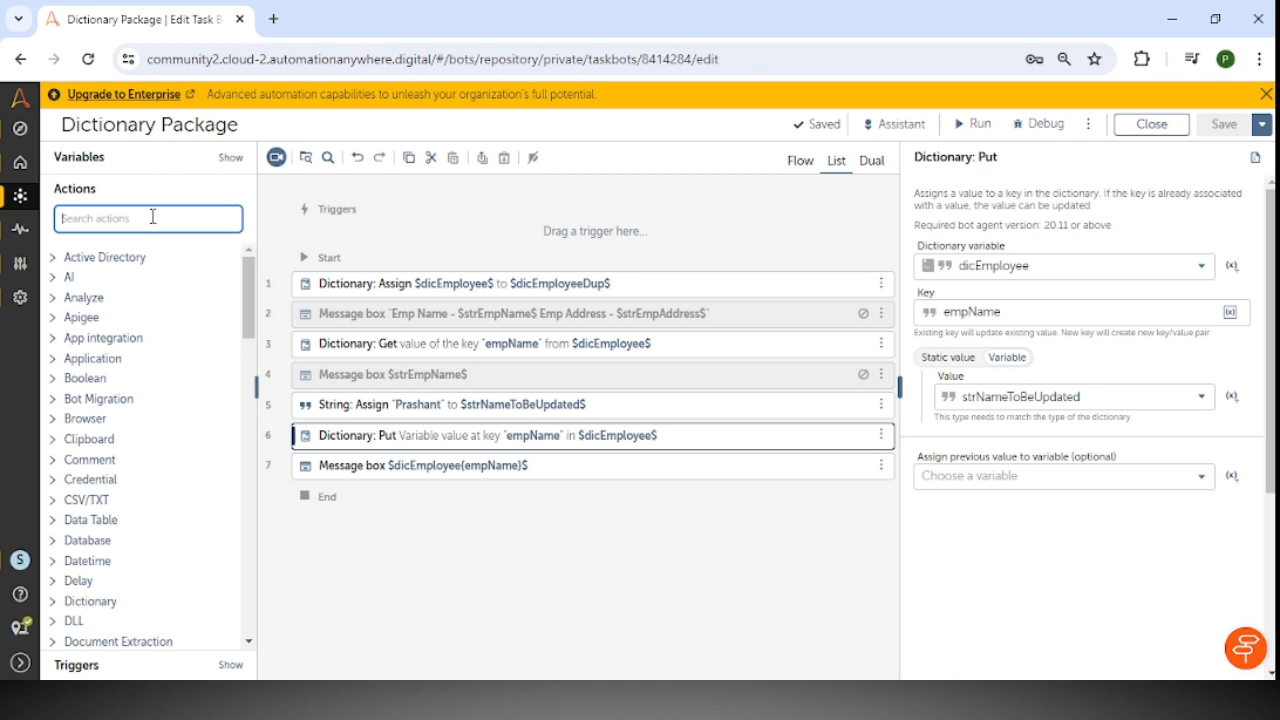 Dictionary Package | Edit Task B
community2.cloud-2.automationanywhere.digital/#/bots/repository/private/taskbots/8414284/edit
P
Upgrade to Enterprise
Advanced automation capabilities to unleash your organization's full potential.
Dictionary Package
Saved
Assistant
Run
Debug
Close
Save
Variables
Show
Flow
List
Dual
Actions
Search actions
Active Directory
AI
Analyze
Apigee
App integration
Application
Boolean
Bot Migration
Browser
Clipboard
Comment
Credential
CSV/TXT
Data Table
Database
Datetime
Delay
Dictionary
DLL
Document Extraction
Triggers
Show
S
Triggers
Drag a trigger here...
Start
1 Dictionary: Assign $dicEmployee$ to $dicEmployeeDup$
2 Message box "Emp Name - $strEmpName$ Emp Address - $strEmpAddress$"
3 Dictionary: Get value of the key "empName" from $dicEmployee$
4 Message box $strEmpName$
5 String: Assign "Prashant" to $strNameToBeUpdated$
6 Dictionary: Put Variable value at key "empName" in $dicEmployee$
7 Message box $dicEmployee{empName}$
End
Dictionary: Put
Assigns a value to a key in the dictionary. If the key is already associated
with a value, the value can be updated
Required bot agent version: 20.11 or above
Dictionary variable
dicEmployee
(x)
Key
empName
(x)
Existing key will update existing value. New key will create new key/value pair
Static value
Variable
Value
strNameToBeUpdated
(x)
This type needs to match the type of the dictionary
Assign previous value to variable (optional)
Choose a variable
(x)